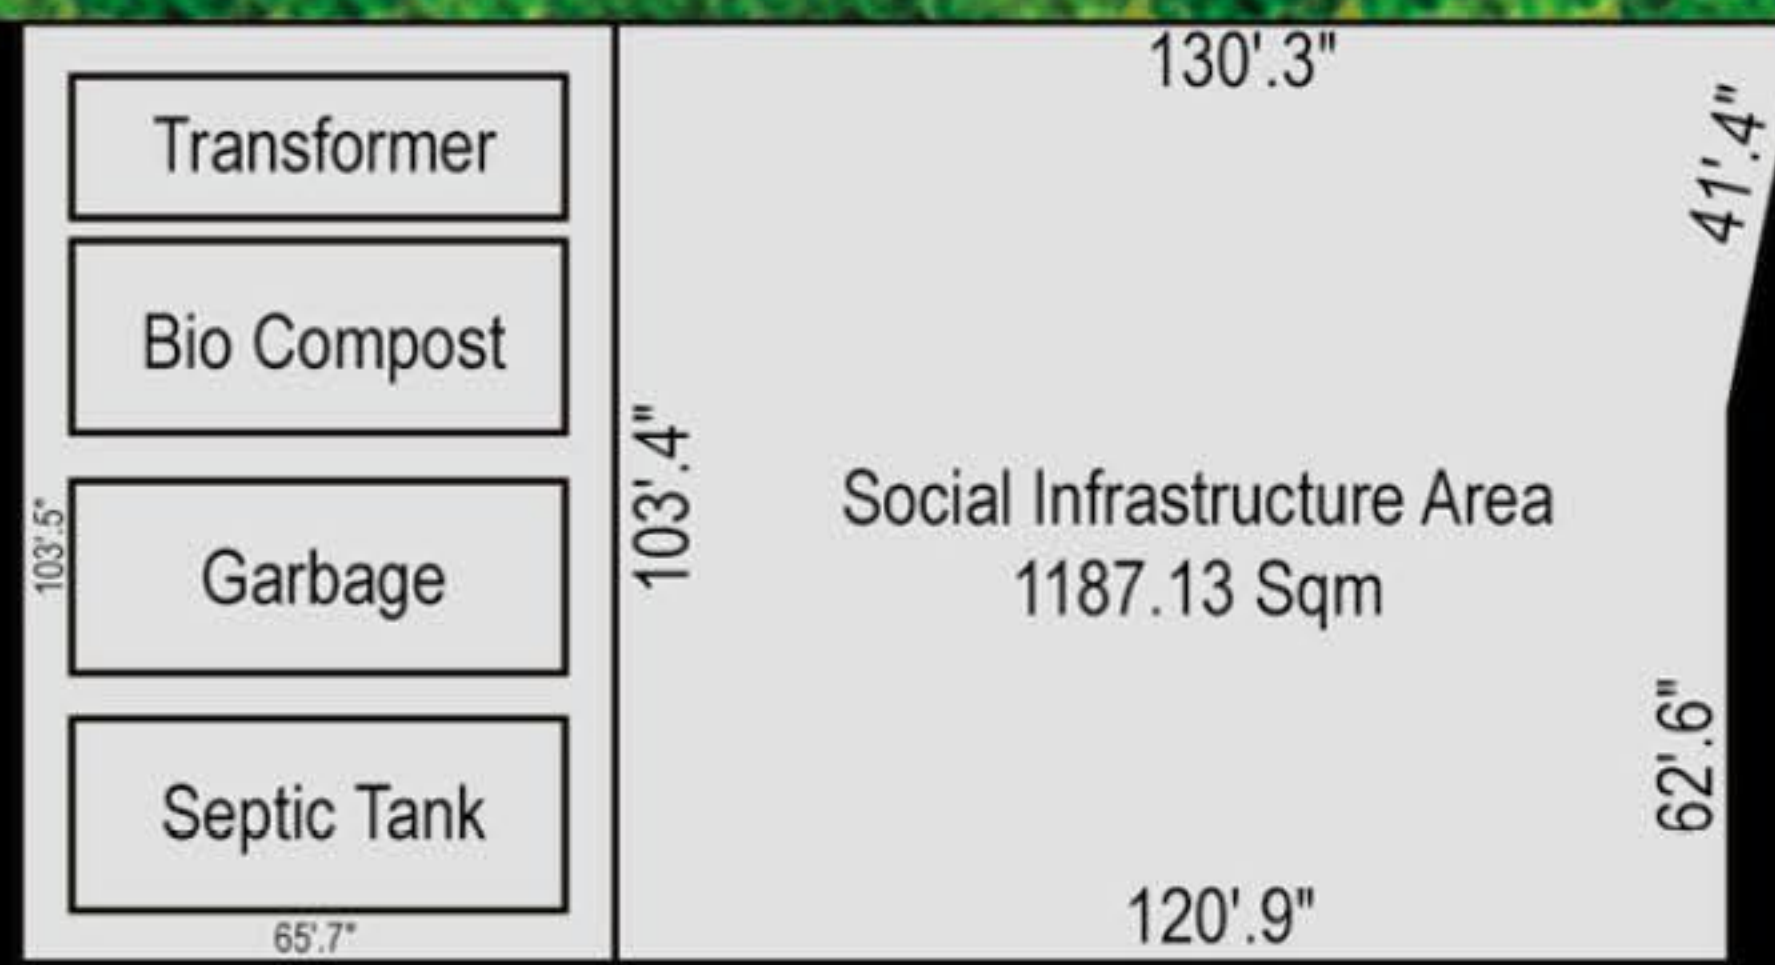 130'.3"
41'.4"
Transformer
Bio Compost
103'.5"
103'.4"
Garbage
Social Infrastructure Area
1187.13 Sqm
62'.6"
Septic Tank
65'.7"
120'.9"